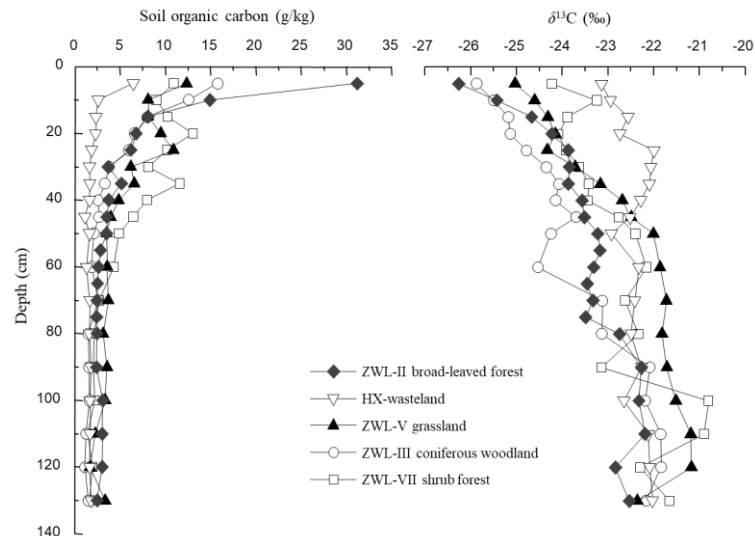 Soil organic carbon (g/kg)
δ¹³C (‰)
0 5 10 15 20 25 30 35
-27 -26 -25 -24 -23 -22 -21 -20
0
20
40
60
80
100
120
140
Depth (cm)
ZWL-II broad-leaved forest
HX-wasteland
ZWL-V grassland
ZWL-III coniferous woodland
ZWL-VII shrub forest